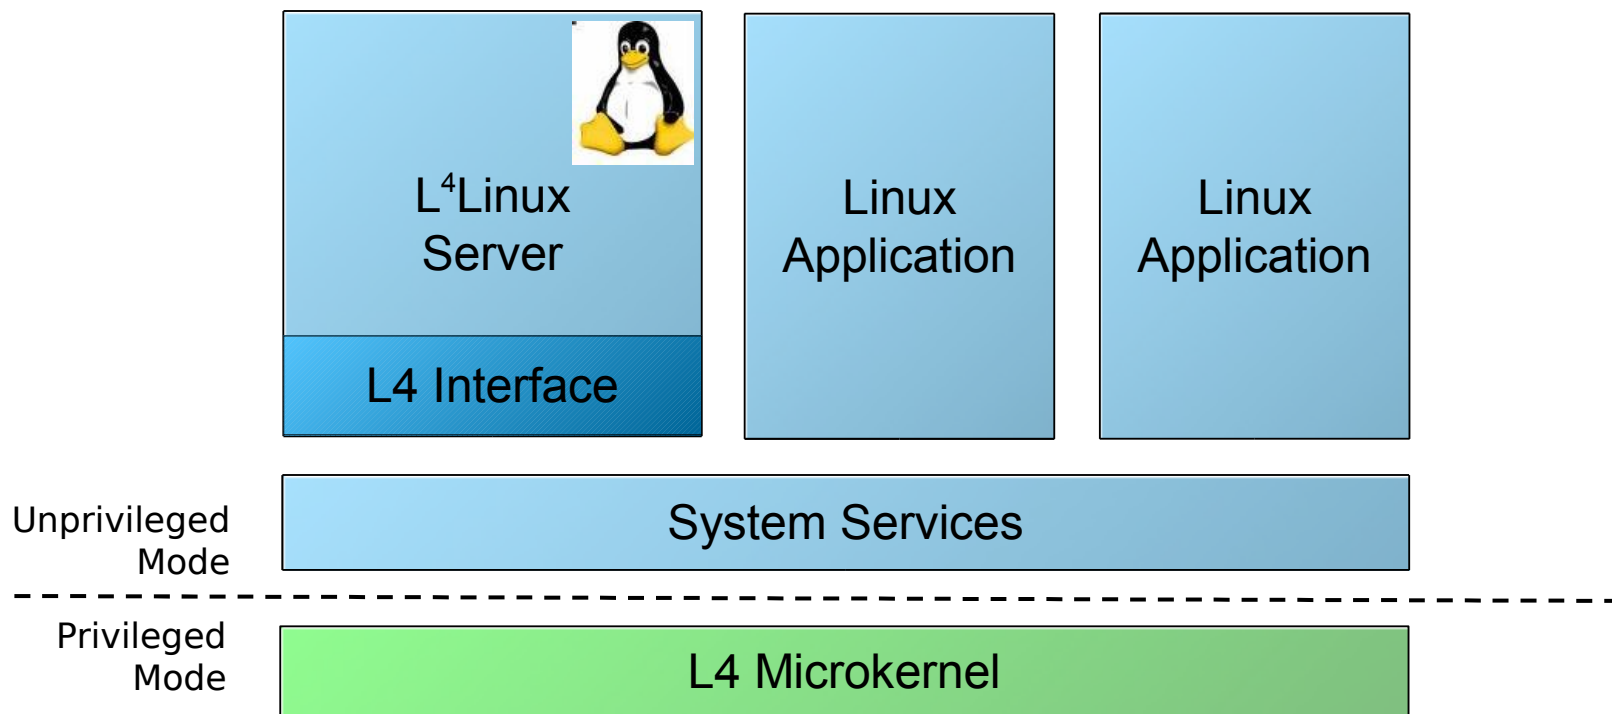 L⁴Linux
Server
Linux
Application
Linux
Application
L4 Interface
System Services
Unprivileged
Mode
Privileged
Mode
L4 Microkernel